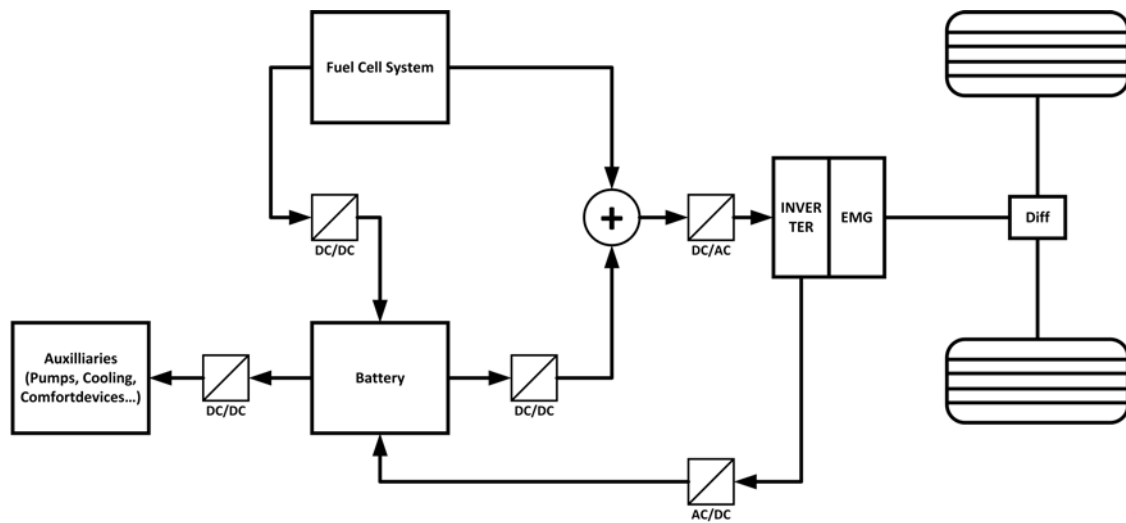 Fuel Cell System
DC/DC
+
DC/AC
INVER
TER
EMG
Diff
Auxilliaries
(Pumps, Cooling,
Comfortdevices...)
DC/DC
Battery
DC/DC
AC/DC